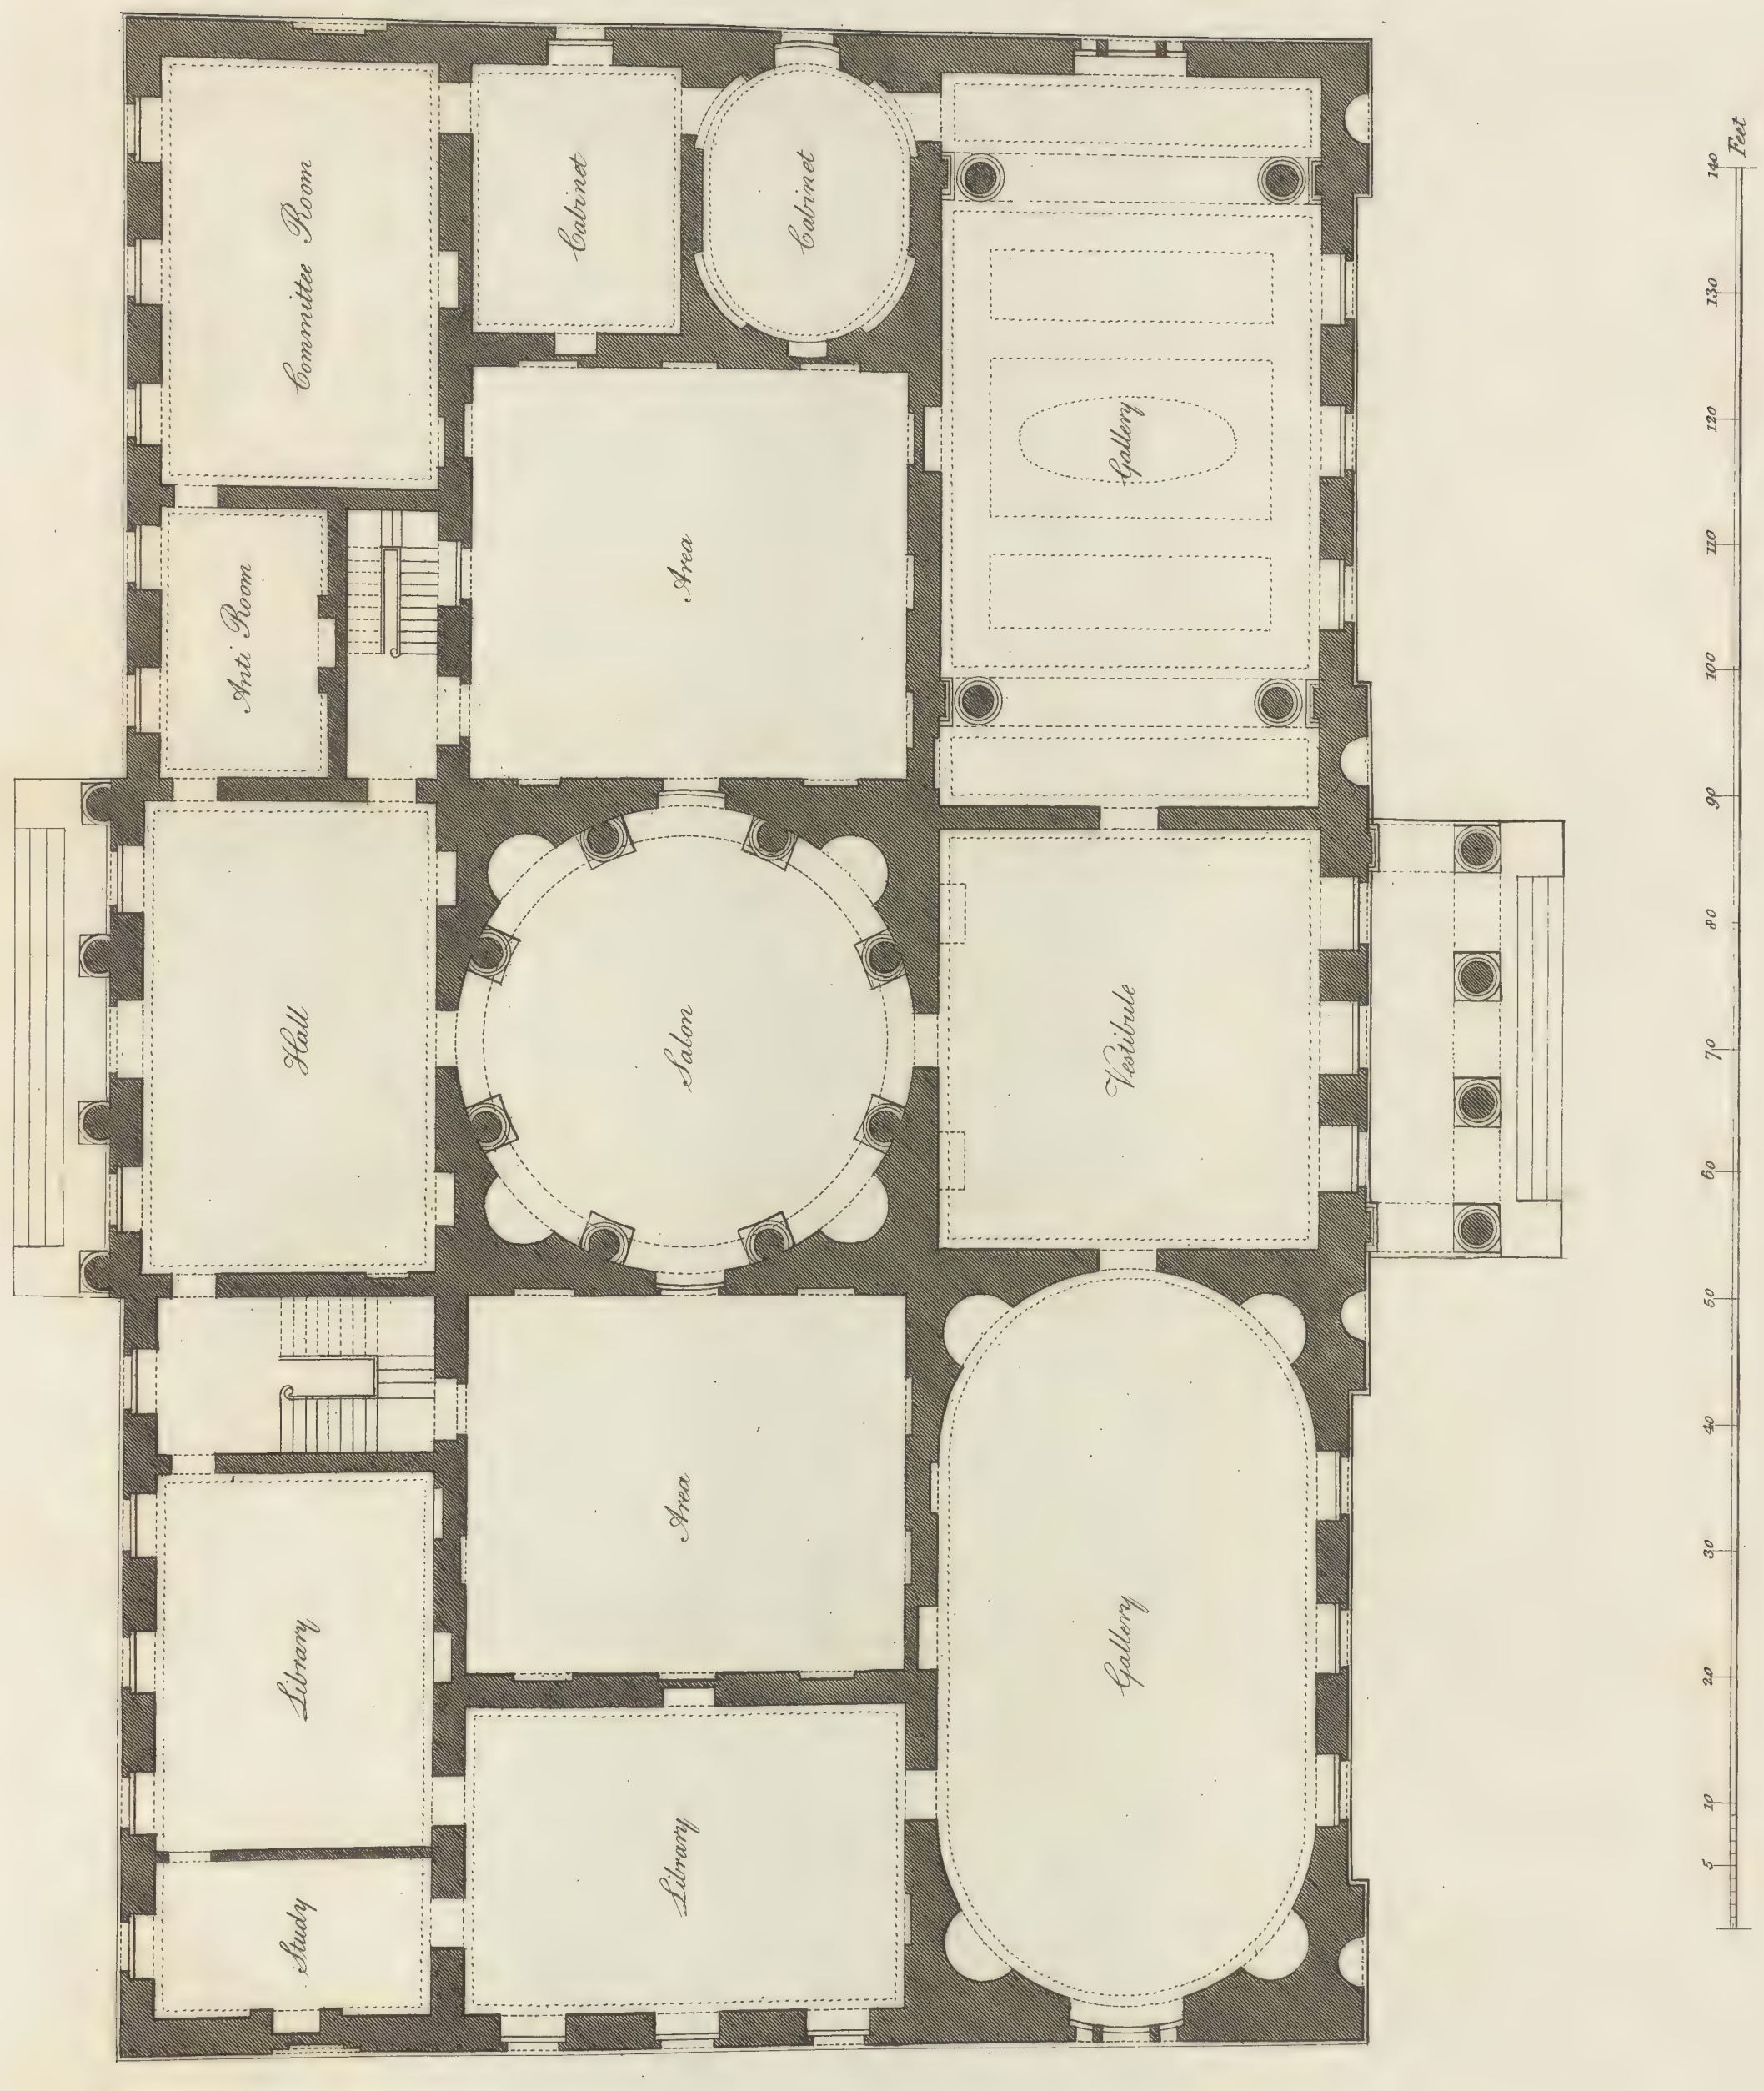 Committee Room
Cabinet
Cabinet
Anti Room
Area
Gallery
Hall
Salon
Vestibule
Library
Area
Gallery
Study
Library
5 10 20 30 40 50 60 70 80 90 100 110 120 130 140 Feet